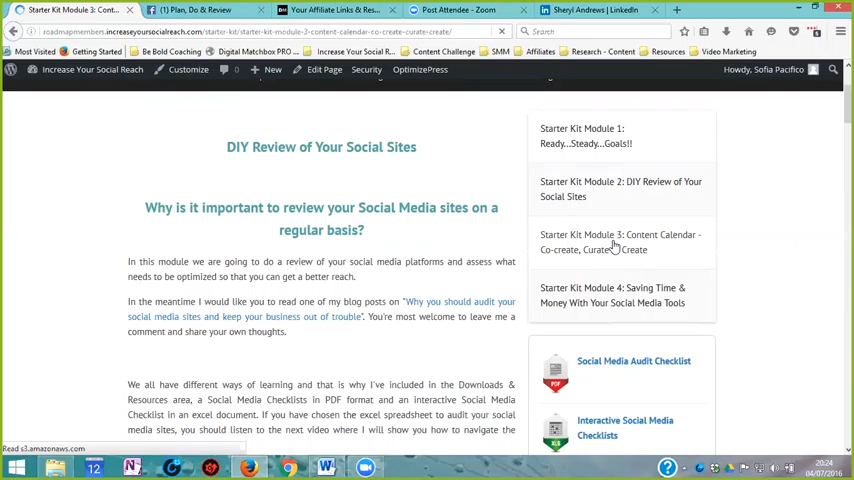 Starter Kit Module 3: Cont...
(1) Plan, Do & Review
Your Affiliate Links & Res...
Post Attendee - Zoom
Sheryl Andrews | LinkedIn
roadmapmembers.increaseyoursocialreach.com/starter-kit/starter-kit-module-3-content-calendar-co-create-curate-create/
Search
Most Visited Getting Started Be Bold Coaching Digital Matchbox PRO ... Increase Your Social R... Content Challenge SMM Affiliates Research - Content Resources Video Marketing
Increase Your Social Reach Customize 0 + New Edit Page Security OptimizePress Howdy, Sofia Pacifico
DIY Review of Your Social Sites
Why is it important to review your Social Media sites on a
regular basis?
In this module we are going to do a review of your social media platforms and assess what
needs to be optimized so that you can get a better reach.
In the meantime I would like you to read one of my blog posts on "Why you should audit your
social media sites and keep your business out of trouble". You're most welcome to leave me a
comment and share your own thoughts.
We all have different ways of learning and that is why I've included in the Downloads &
Resources area, a Social Media Checklists in PDF format and an interactive Social Media
Checklist in an excel document. If you have chosen the excel spreadsheet to audit your social
media sites, you should listen to the next video where I will show you how to navigate the
Starter Kit Module 1:
Ready...Steady...Goals!!
Starter Kit Module 2: DIY Review of Your
Social Sites
Starter Kit Module 3: Content Calendar -
Co-create, Curate Create
Starter Kit Module 4: Saving Time &
Money With Your Social Media Tools
PDF
Social Media Audit Checklist
XLS
Interactive Social Media
Checklists
Read s3.amazonaws.com
12
20:24
04/07/2016